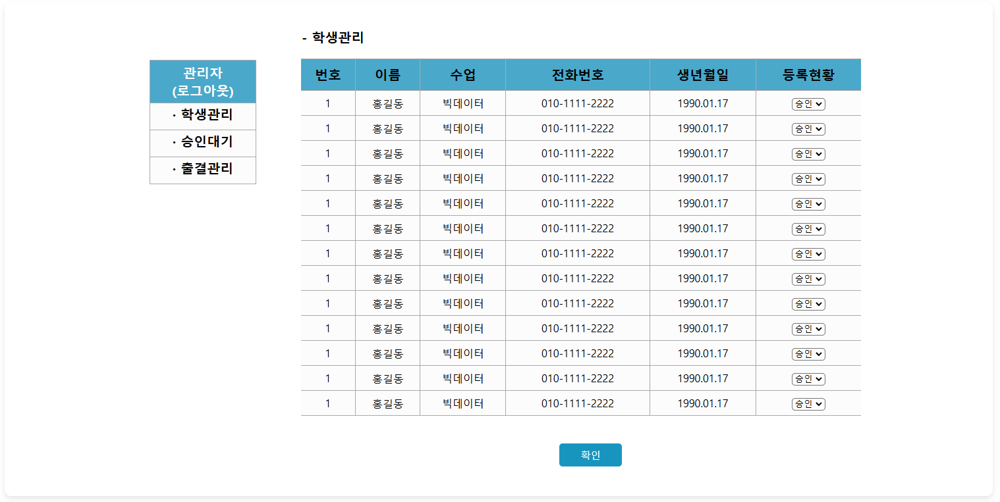 - 학생관리
관리자
(로그아웃)
· 학생관리
· 승인대기
· 출결관리
번호 이름 수업 전화번호 생년월일 등록현황
1 홍길동 빅데이터 010-1111-2222 1990.01.17 승인
1 홍길동 빅데이터 010-1111-2222 1990.01.17 승인
1 홍길동 빅데이터 010-1111-2222 1990.01.17 승인
1 홍길동 빅데이터 010-1111-2222 1990.01.17 승인
1 홍길동 빅데이터 010-1111-2222 1990.01.17 승인
1 홍길동 빅데이터 010-1111-2222 1990.01.17 승인
1 홍길동 빅데이터 010-1111-2222 1990.01.17 승인
1 홍길동 빅데이터 010-1111-2222 1990.01.17 승인
1 홍길동 빅데이터 010-1111-2222 1990.01.17 승인
1 홍길동 빅데이터 010-1111-2222 1990.01.17 승인
1 홍길동 빅데이터 010-1111-2222 1990.01.17 승인
1 홍길동 빅데이터 010-1111-2222 1990.01.17 승인
1 홍길동 빅데이터 010-1111-2222 1990.01.17 승인
확인